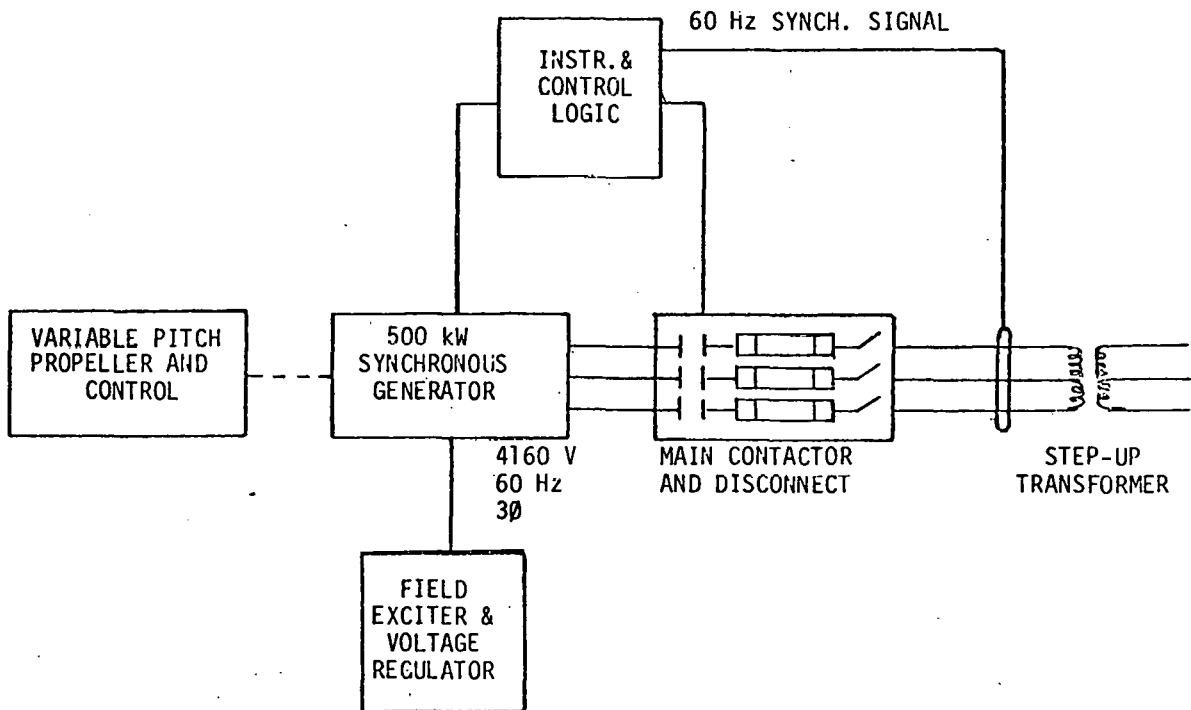 60 Hz SYNCH. SIGNAL
INSTR.&
CONTROL
LOGIC
VARIABLE PITCH
PROPELLER AND
CONTROL
500 kW
SYNCHRONOUS
GENERATOR
4160 V
60 Hz
3Ø
MAIN CONTACTOR
AND DISCONNECT
STEP-UP
TRANSFORMER
FIELD
EXCITER &
VOLTAGE
REGULATOR